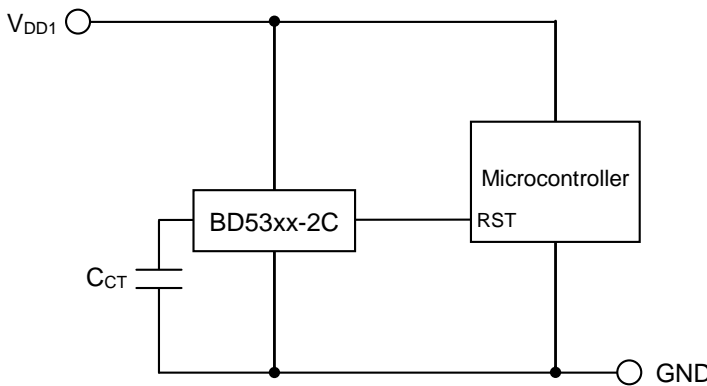 VDD1
Microcontroller
BD53xx-2C
RST
CCT
GND